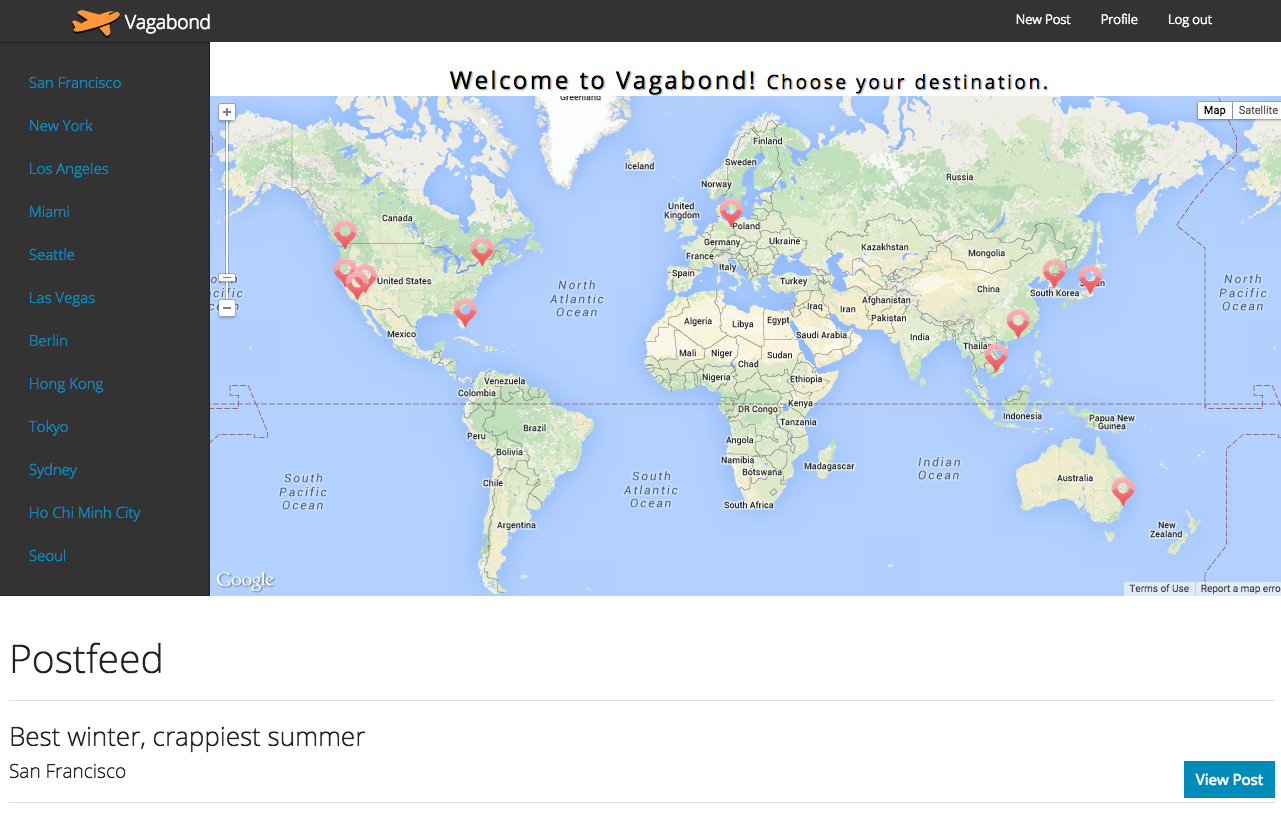 Vagabond
New Post
Profile
Log out
San Francisco
New York
Los Angeles
Miami
Seattle
Las Vegas
Berlin
Hong Kong
Tokyo
Sydney
Ho Chi Minh City
Seoul
Welcome to Vagabond! Choose your destination.
Map
Satellite
Greenland
Iceland
Finland
Sweden
Norway
Russia
United
Kingdom
Poland
Germany
Ukraine
France
Kazakhstan
Italy
Mongolia
Spain
Turkey
China
South Korea
Canada
United States
Mexico
North
Atlantic
Ocean
North
Pacific
Ocean
Algeria
Libya
Egypt
Iraq
Iran
Afghanistan
Pakistan
Saudi Arabia
India
Mali
Niger
Chad
Sudan
Nigeria
Ethiopia
Venezuela
Colombia
DR Congo
Kenya
Tanzania
Indonesia
Papua New
Guinea
Peru
Brazil
Bolivia
Angola
Namibia
Botswana
Madagascar
Chile
Argentina
South Africa
South
Pacific
Ocean
South
Atlantic
Ocean
Indian
Ocean
Australia
New
Zealand
Google
Terms of Use
Report a map erro
Postfeed
Best winter, crappiest summer
San Francisco
View Post